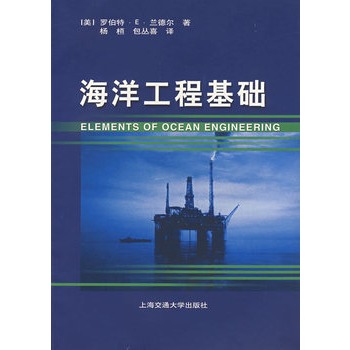 [美] 罗伯特·E·兰德尔 著
杨槱 包丛喜 译
海洋工程基础
ELEMENTS OF OCEAN ENGINEERING
上海交通大学出版社